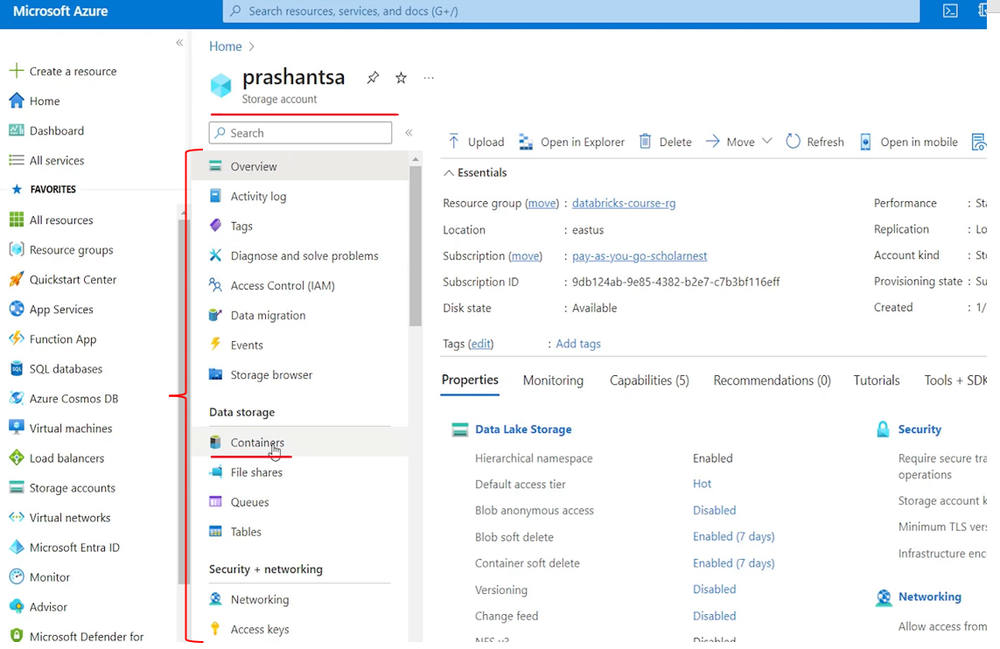 Microsoft Azure
Search resources, services, and docs (G+/)
Create a resource
Home
Dashboard
All services
FAVORITES
All resources
Resource groups
Quickstart Center
App Services
Function App
SQL databases
Azure Cosmos DB
Virtual machines
Load balancers
Storage accounts
Virtual networks
Microsoft Entra ID
Monitor
Advisor
Microsoft Defender for
Home
prashantsa
Storage account
Search
Overview
Activity log
Tags
Diagnose and solve problems
Access Control (IAM)
Data migration
Events
Storage browser
Data storage
Containers
File shares
Queues
Tables
Security + networking
Networking
Access keys
Upload Open in Explorer Delete Move Refresh Open in mobile
Essentials
Resource group (move) : databricks-course-rg
Location : eastus
Subscription (move) : pay-as-you-go-scholarnest
Subscription ID : 9db124ab-9e85-4382-b2e7-c7b3bf116eff
Disk state : Available
Tags (edit) : Add tags
Performance : Sta
Replication : Lo
Account kind : Sto
Provisioning state : Su
Created : 1/
Properties Monitoring Capabilities (5) Recommendations (0) Tutorials Tools + SDK
Data Lake Storage
Hierarchical namespace Enabled
Default access tier Hot
Blob anonymous access Disabled
Blob soft delete Enabled (7 days)
Container soft delete Enabled (7 days)
Versioning Disabled
Change feed Disabled
NFS v3 Disabled
Security
Require secure tra
operations
Storage account k
Minimum TLS vers
Infrastructure enc
Networking
Allow access from